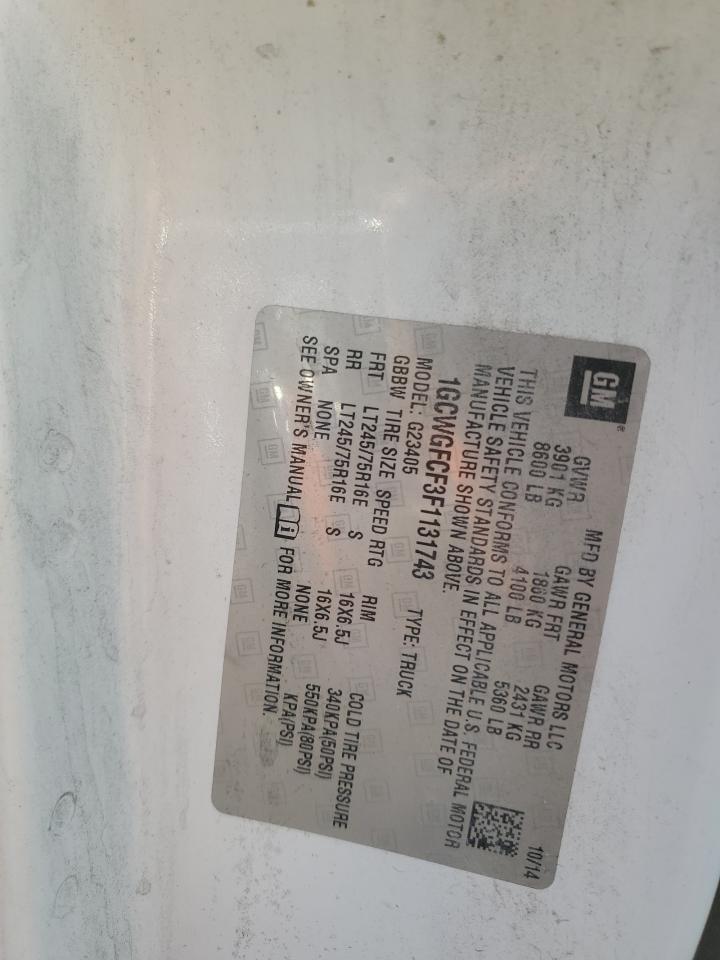 GM®
MFD BY GENERAL MOTORS LLC 10/14
GVWR GAWR FRT GAWR RR
3901 KG 1860 KG 2431 KG
8600 LB 4100 LB 5360 LB
THIS VEHICLE CONFORMS TO ALL APPLICABLE U.S. FEDERAL MOTOR
VEHICLE SAFETY STANDARDS IN EFFECT ON THE DATE OF
MANUFACTURE SHOWN ABOVE.
1GCWGFCF3F1131743 TYPE: TRUCK
MODEL: G23405
GBBW TIRE SIZE SPEED RTG RIM COLD TIRE PRESSURE
FRT LT245/75R16E S 16X6.5J 340KPA(50PSI)
RR LT245/75R16E S 16X6.5J 550KPA(80PSI)
SPA NONE NONE KPA(PSI)
SEE OWNER'S MANUAL FOR MORE INFORMATION.